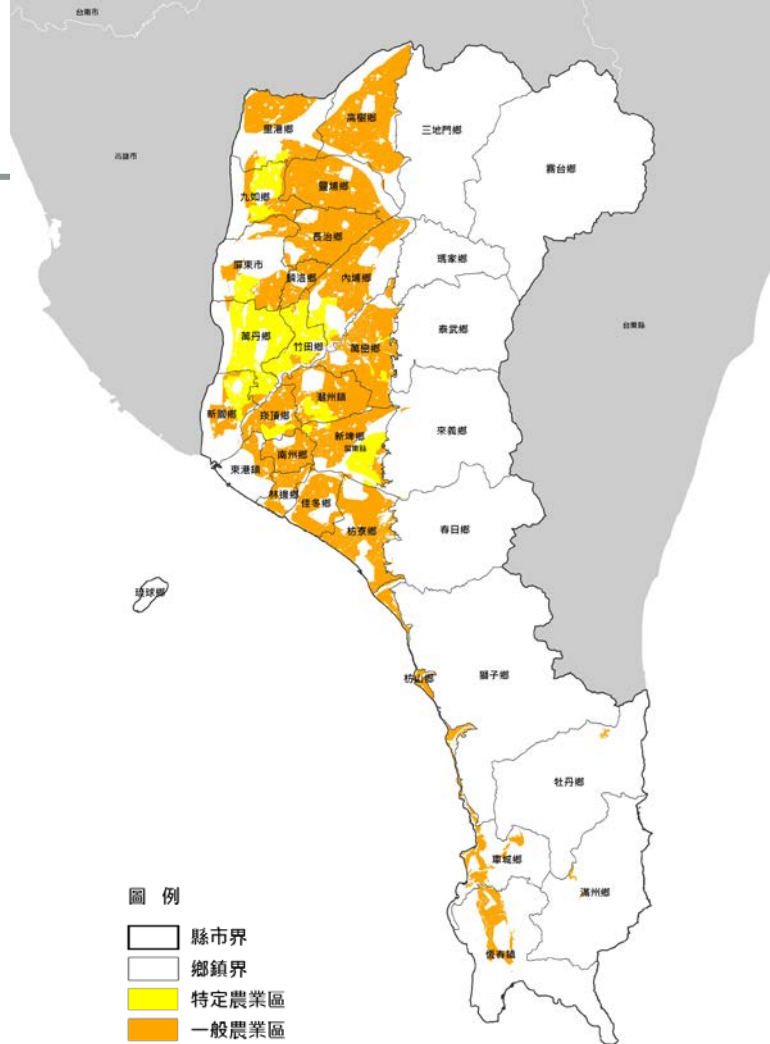 台南市
高雄市
台東縣
高樹鄉
三地門鄉
里港鄉
霧台鄉
鹽埔鄉
九如鄉
長治鄉
瑪家鄉
屏東市
麟洛鄉
內埔鄉
泰武鄉
萬丹鄉
竹田鄉
萬巒鄉
潮州鎮
新園鄉
崁頂鄉
來義鄉
新埤鄉
屏東縣
南州鄉
東港鎮
林邊鄉
佳冬鄉
枋寮鄉
春日鄉
琉球鄉
枋山鄉
獅子鄉
牡丹鄉
車城鄉
滿州鄉
恆春鎮
圖 例
縣市界
鄉鎮界
特定農業區
一般農業區